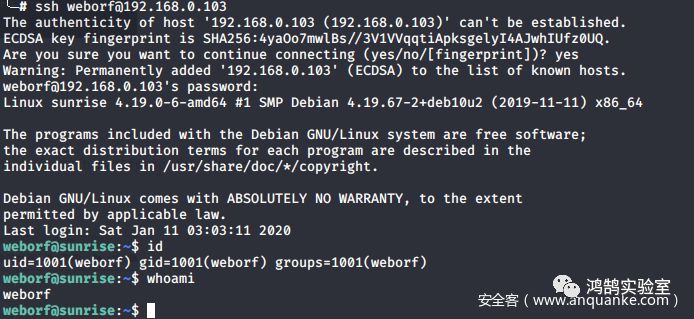 └─# ssh weborf@192.168.0.103
The authenticity of host '192.168.0.103 (192.168.0.103)' can't be established.
ECDSA key fingerprint is SHA256:4yaOo7mwlBs//3V1VVqqtiApksgelyI4AJwhIUfz0UQ.
Are you sure you want to continue connecting (yes/no/[fingerprint])? yes
Warning: Permanently added '192.168.0.103' (ECDSA) to the list of known hosts.
weborf@192.168.0.103's password:
Linux sunrise 4.19.0-6-amd64 #1 SMP Debian 4.19.67-2+deb10u2 (2019-11-11) x86_64
The programs included with the Debian GNU/Linux system are free software;
the exact distribution terms for each program are described in the
individual files in /usr/share/doc/*/copyright.
Debian GNU/Linux comes with ABSOLUTELY NO WARRANTY, to the extent
permitted by applicable law.
Last login: Sat Jan 11 03:03:11 2020
weborf@sunrise:~$ id
uid=1001(weborf) gid=1001(weborf) groups=1001(weborf)
weborf@sunrise:~$ whoami
weborf
weborf@sunrise:~$
鸿鹄实验室
安全客（www.anquanke.com）